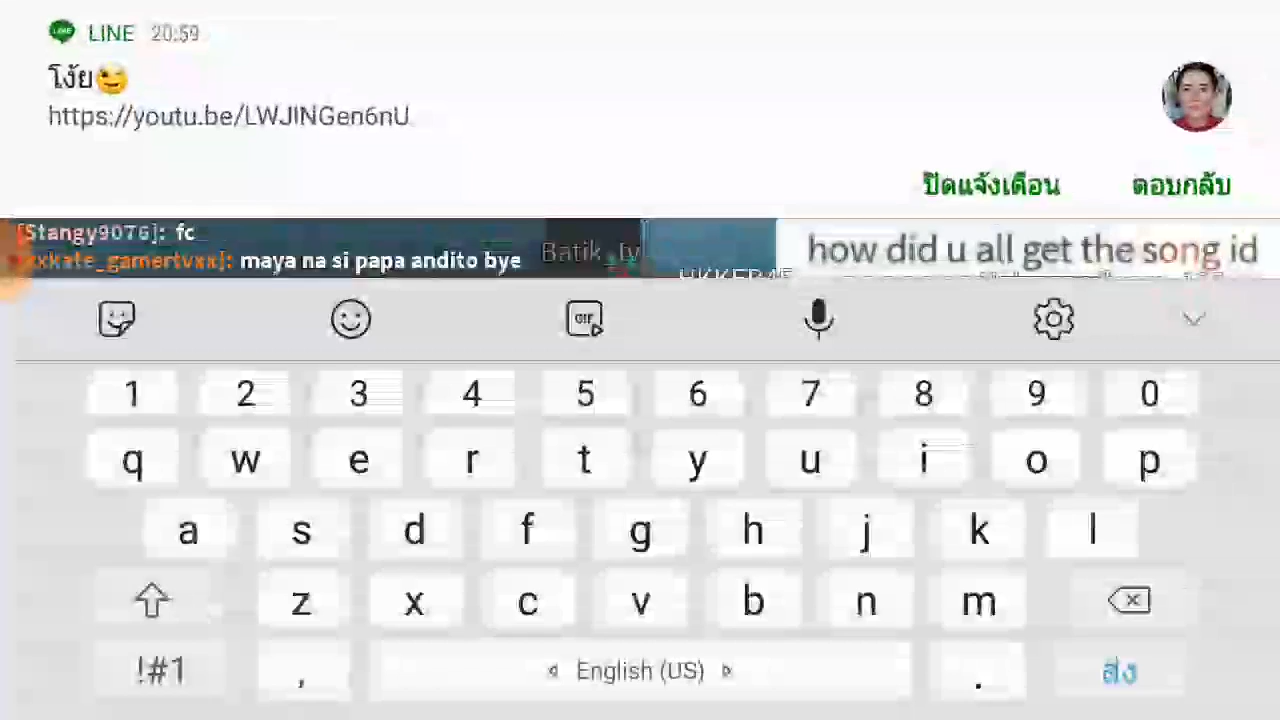 LINE 20:59
โง้ย😉
https://youtu.be/LWJINGen6nU
ปิดแจ้งเตือน ตอบกลับ
[Stangy9076]: fc
maya na si papa andito bye
how did u all get the song id
GIF
1 2 3 4 5 6 7 8 9 0
q w e r t y u i o p
a s d f g h j k l
z x c v b n m
!#1 , English (US) . ส่ง